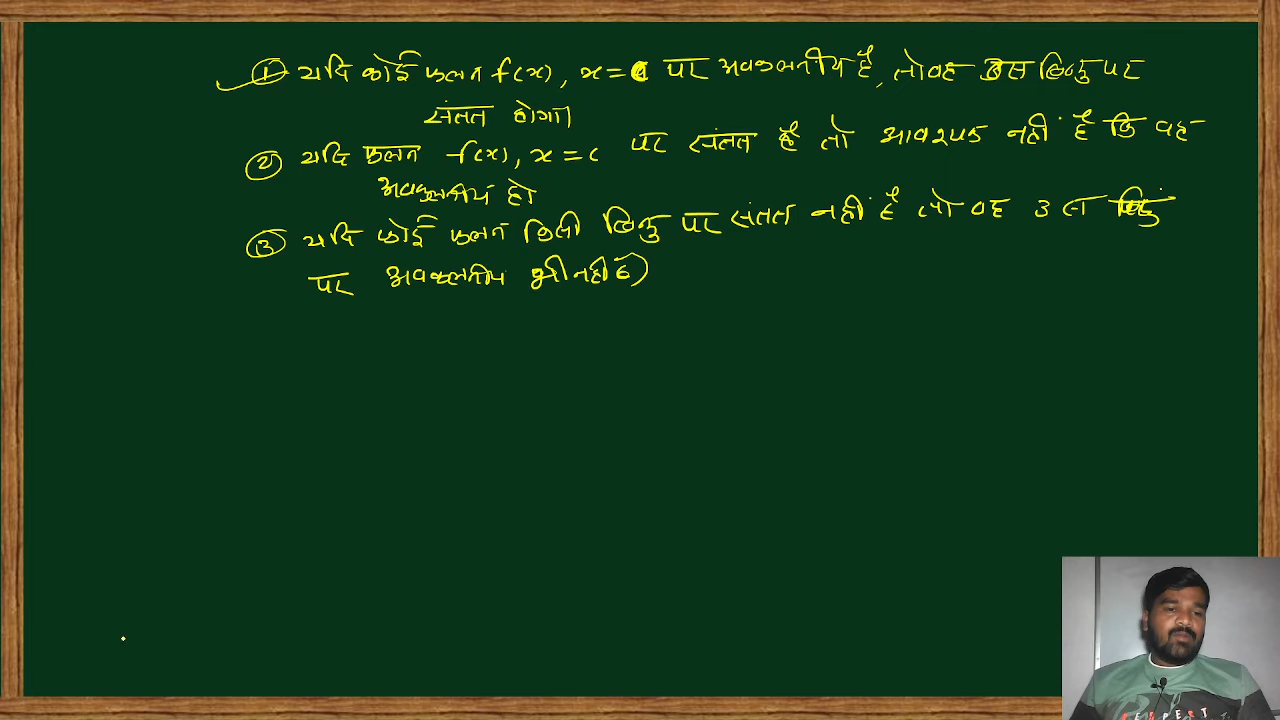 ① यदि कोई फलन f(x), x = c पर अवकलनीय है, तो वह उस बिन्दु पर
संतत होगा।
② यदि फलन f(x), x = c पर संतत है तो आवश्यक नहीं है कि वह
अवकलनीय हो
③ यदि कोई फलन किसी बिन्दु पर संतत नहीं है तो वह उस बिंदु
पर अवकलनीय भी नही है)
RESPECT